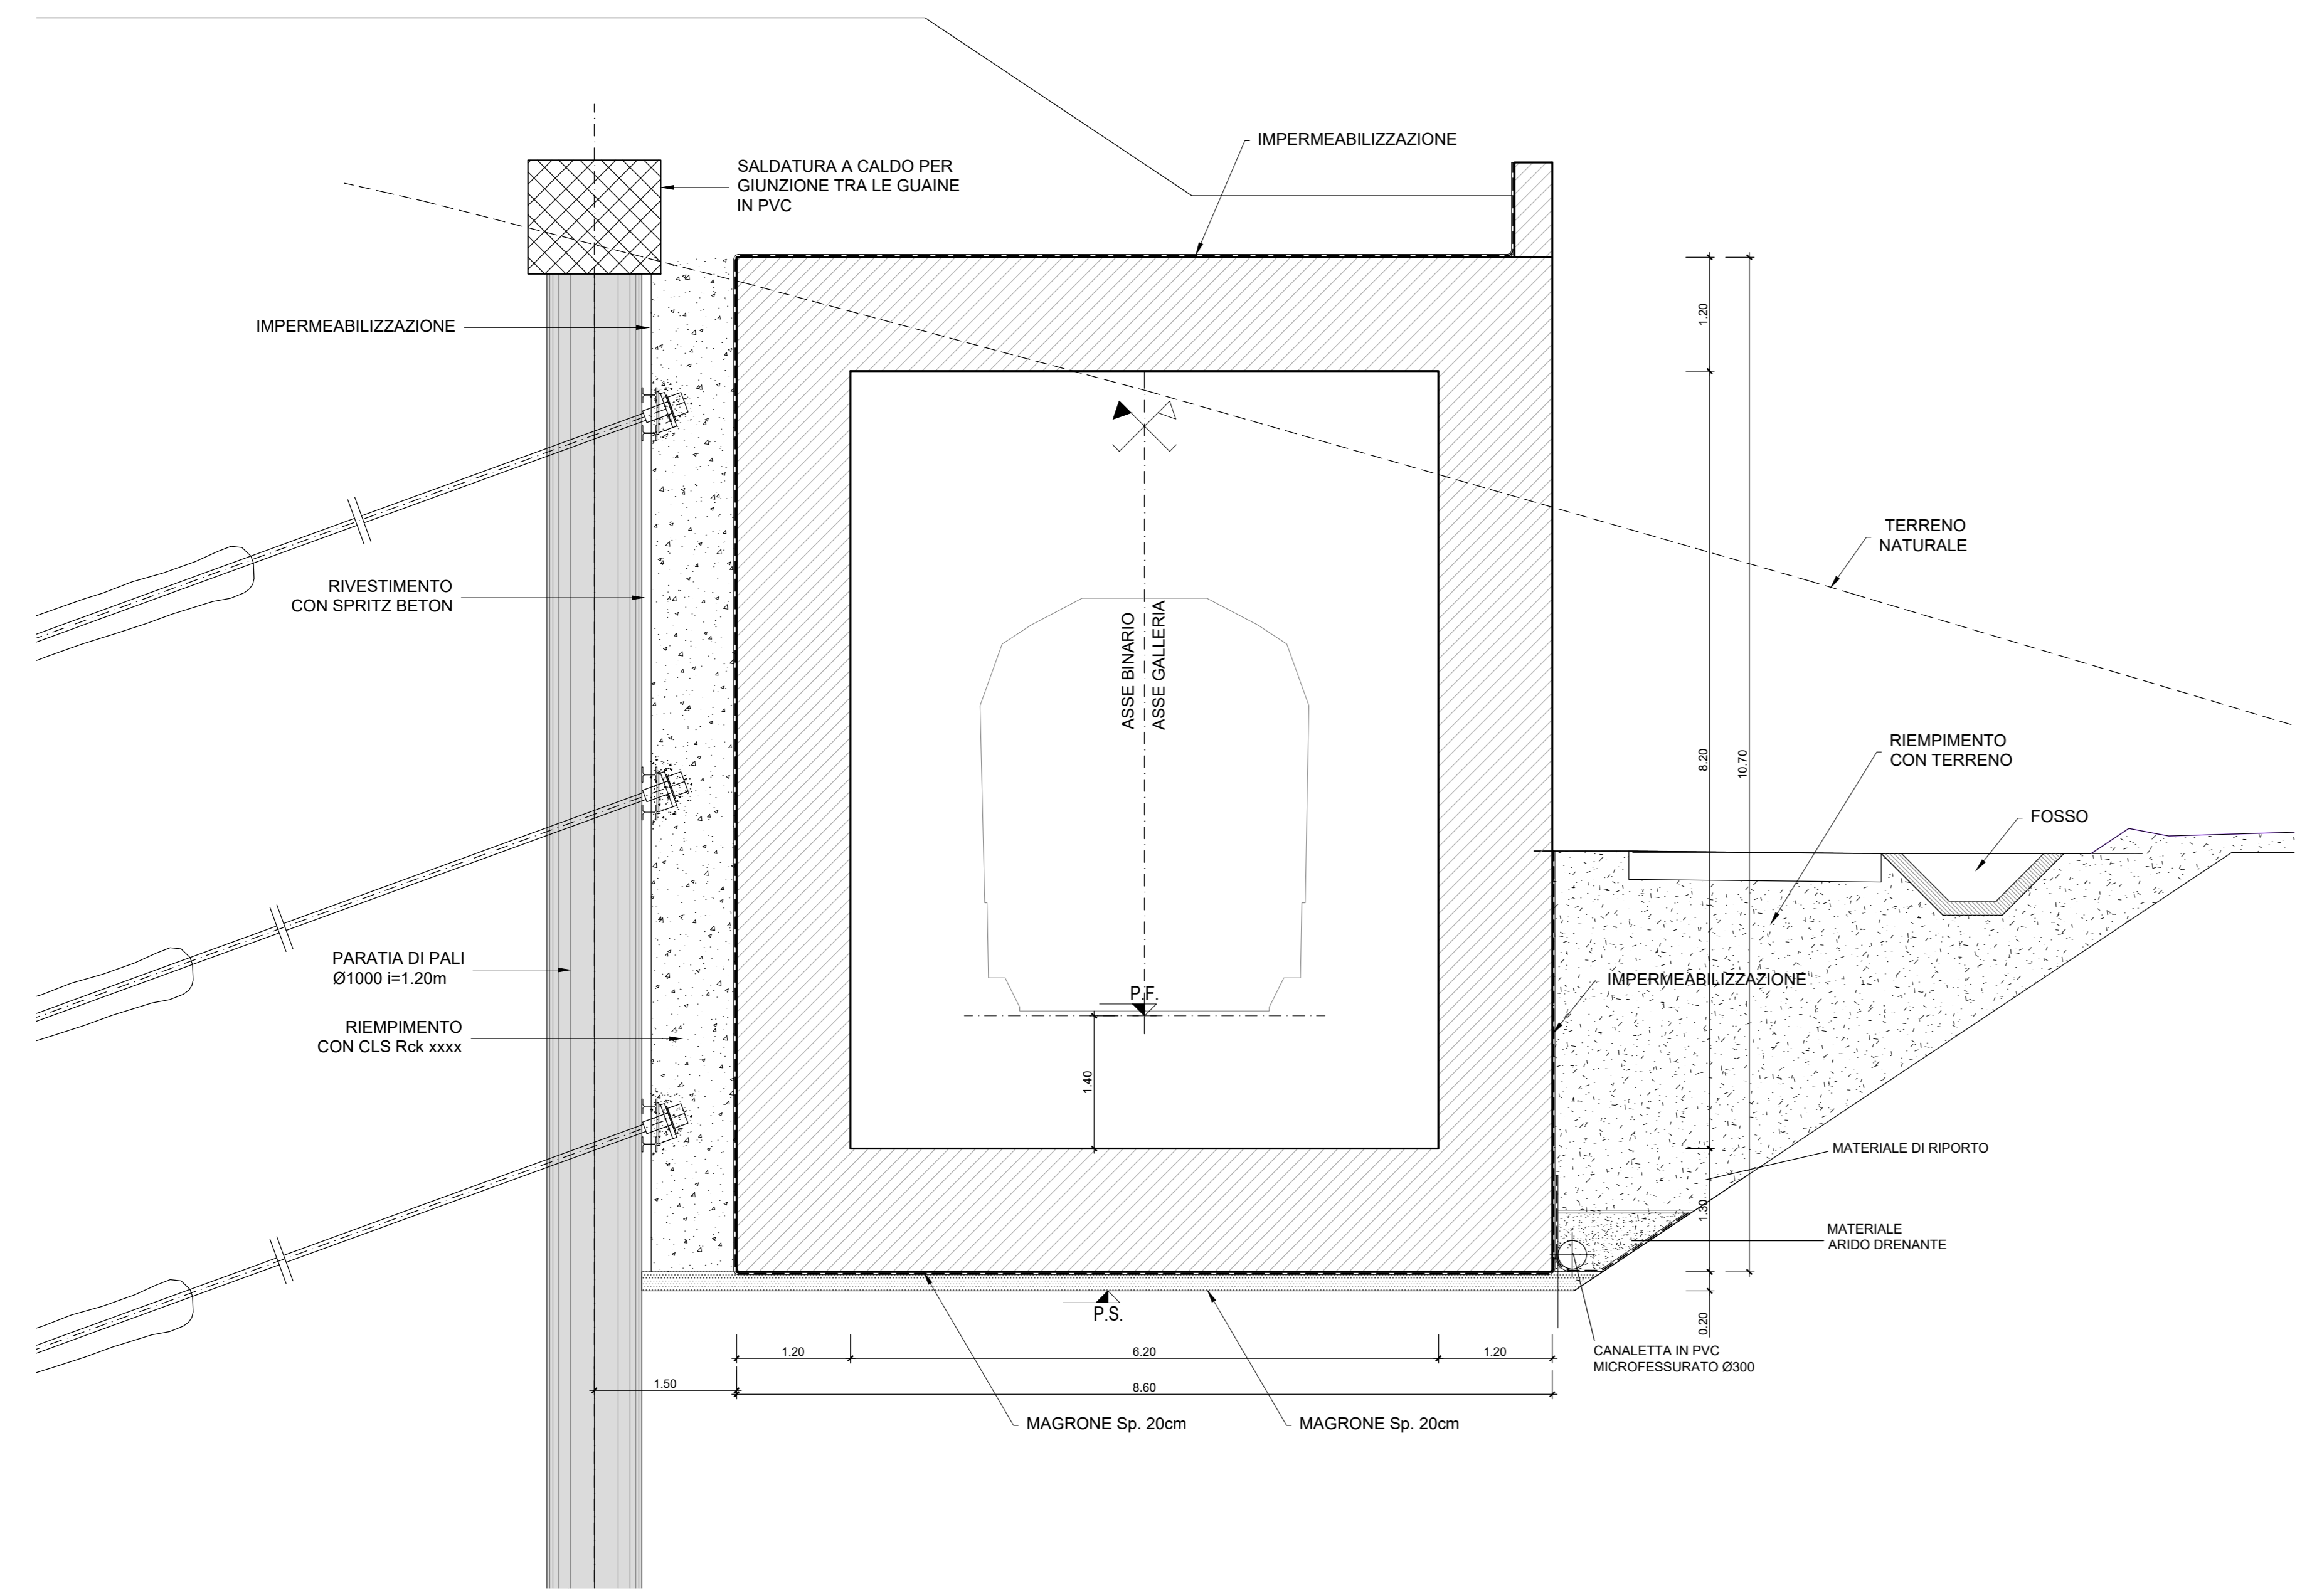 IMPERMEABILIZZAZIONE
SALDATURA A CALDO PER
GIUNZIONE TRA LE GUAINE
IN PVC
IMPERMEABILIZZAZIONE
1.20
TERRENO
NATURALE
RIVESTIMENTO
CON SPRITZ BETON
ASSE BINARIO
ASSE GALLERIA
8.20
10.70
RIEMPIMENTO
CON TERRENO
FOSSO
PARATIA DI PALI
Ø1000 i=1.20m
IMPERMEABILIZZAZIONE
P.F.
RIEMPIMENTO
CON CLS Rck xxxx
1.40
MATERIALE DI RIPORTO
1.30
MATERIALE
ARIDO DRENANTE
P.S.
0.20
1.20
6.20
1.20
CANALETTA IN PVC
MICROFESSURATO Ø300
1.50
8.60
MAGRONE Sp. 20cm
MAGRONE Sp. 20cm